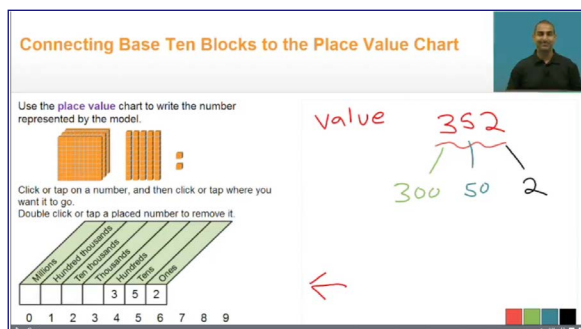 Connecting Base Ten Blocks to the Place Value Chart
Use the place value chart to write the number
represented by the model.
Click or tap on a number, and then click or tap where you
want it to go.
Double click or tap a placed number to remove it.
Millions
Hundred thousands
Ten thousands
Thousands
Hundreds
Tens
Ones
3 5 2
0 1 2 3 4 5 6 7 8 9
value 352
300 50 2